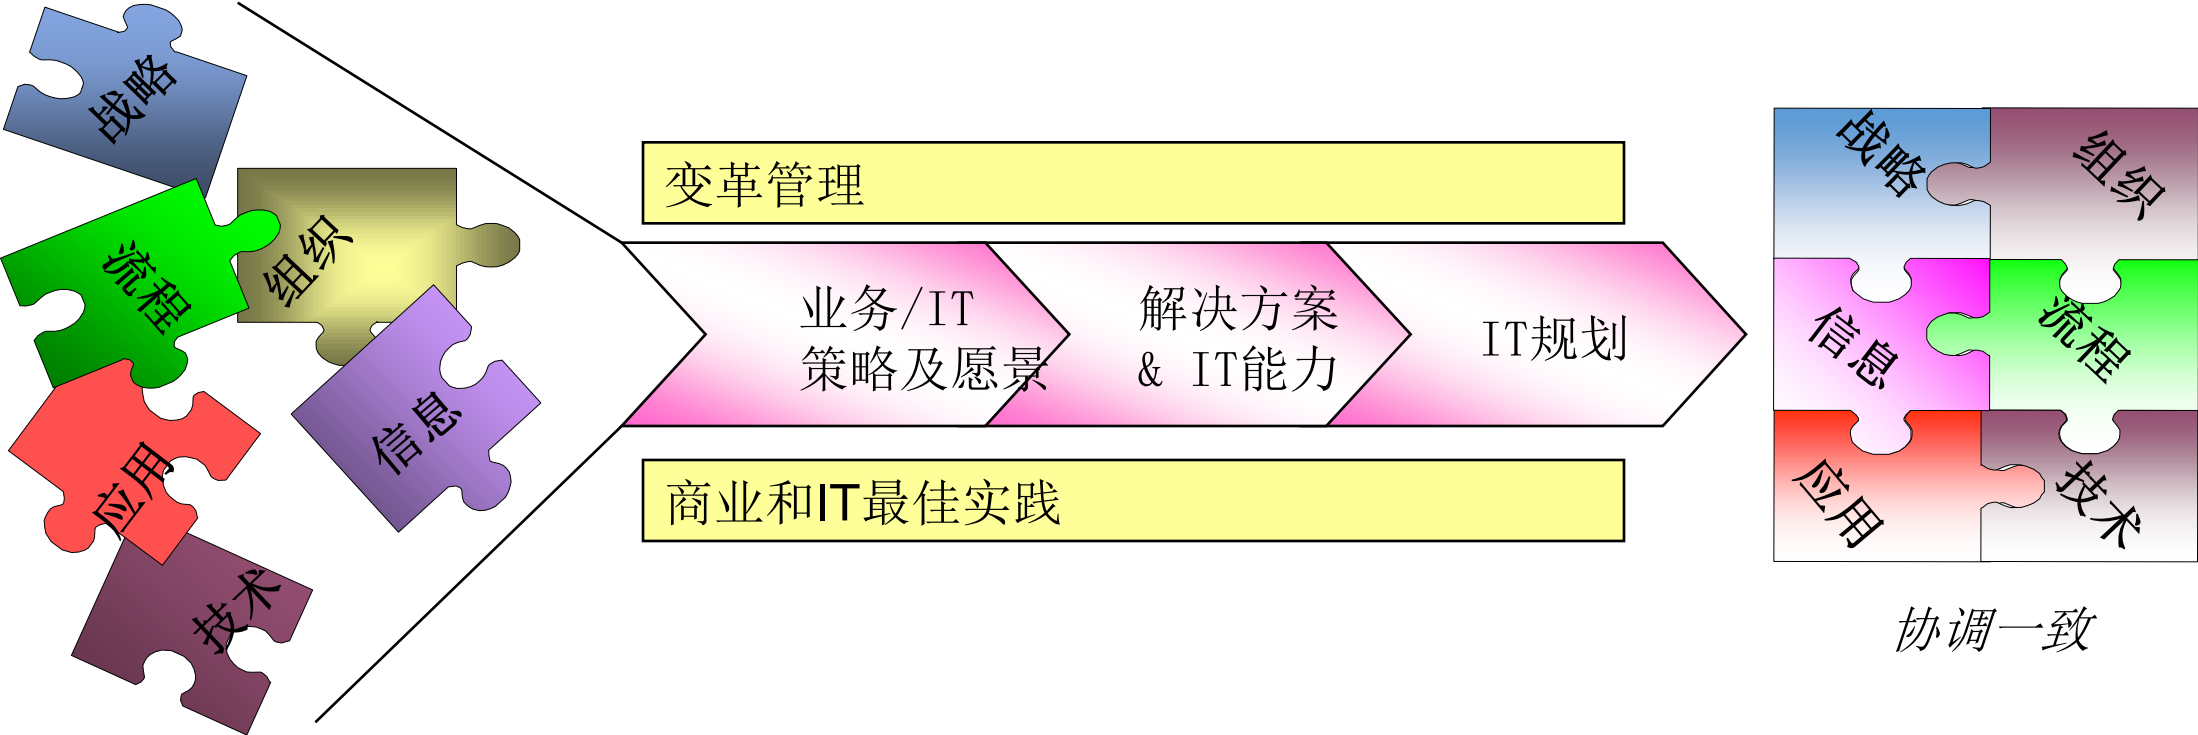 战略
组织
流程
信息
应用
技术
变革管理
业务/IT
策略及愿景
解决方案
& IT能力
IT规划
商业和IT最佳实践
战略
组织
信息
流程
应用
技术
协调一致